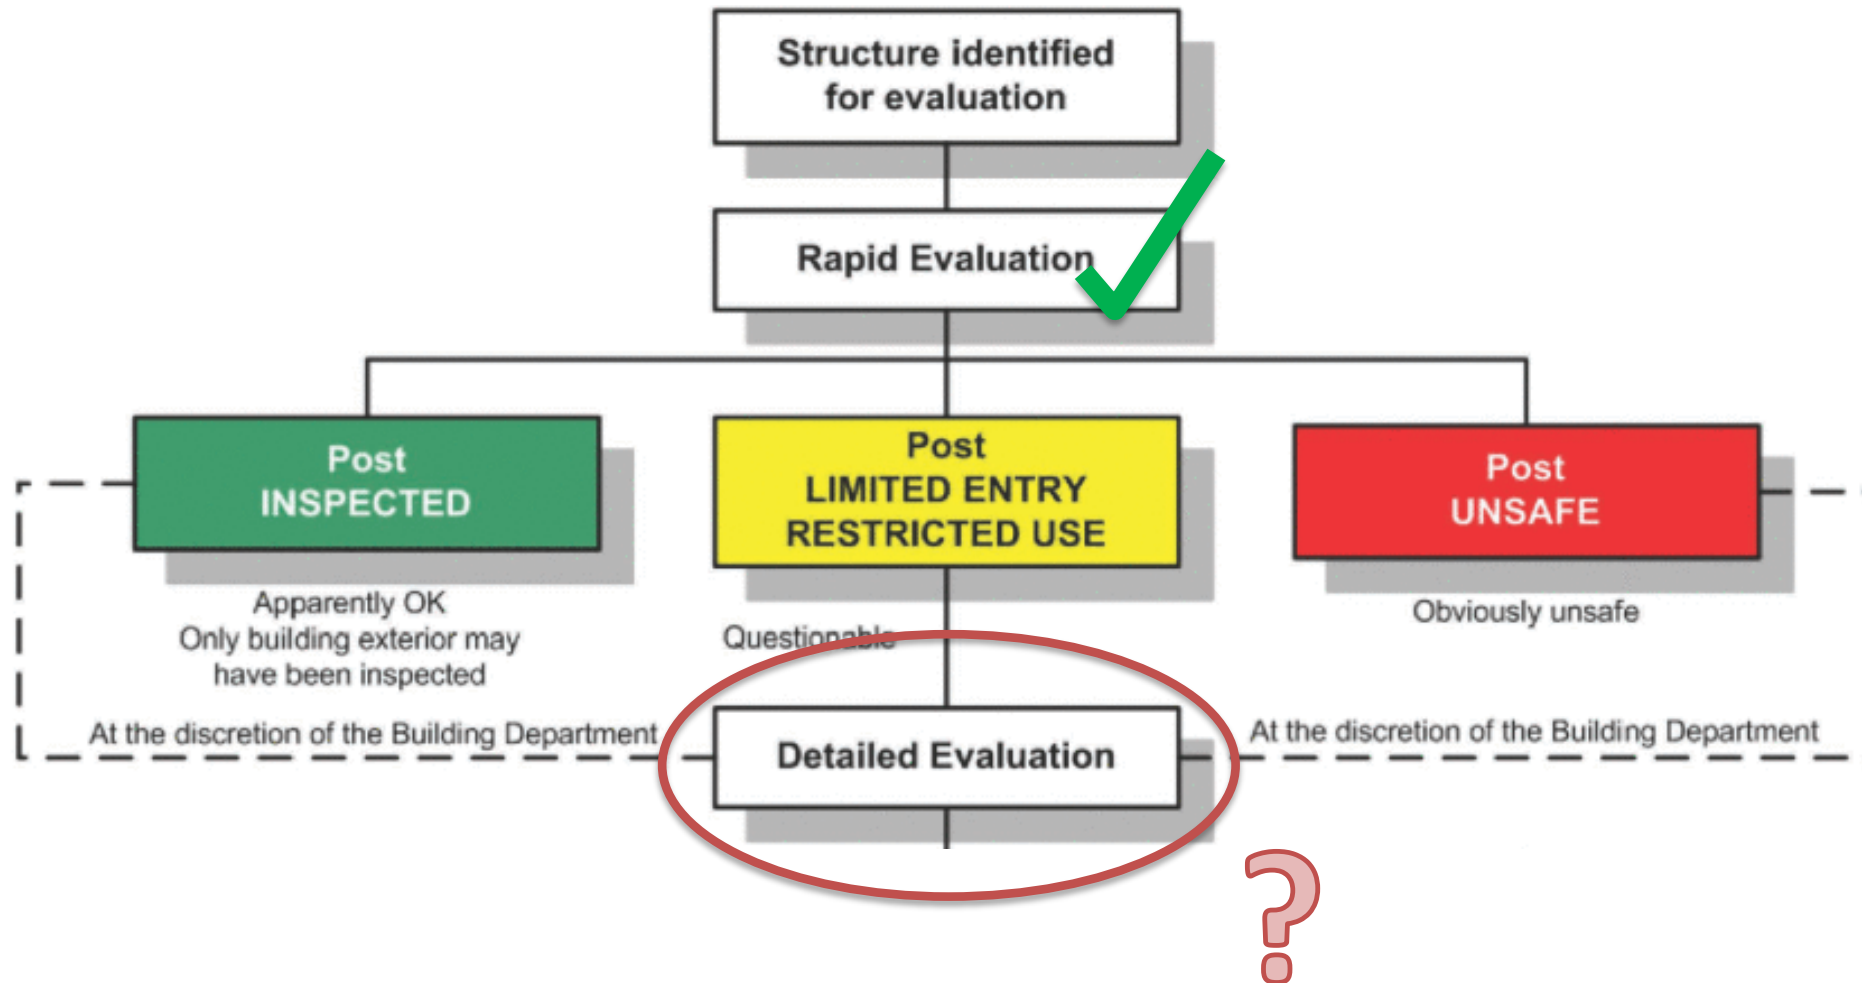 Structure identified
for evaluation
Rapid Evaluation
Post
INSPECTED
Post
LIMITED ENTRY
RESTRICTED USE
Post
UNSAFE
Apparently OK
Only building exterior may
have been inspected
Questionable
Obviously unsafe
At the discretion of the Building Department
Detailed Evaluation
At the discretion of the Building Department
?